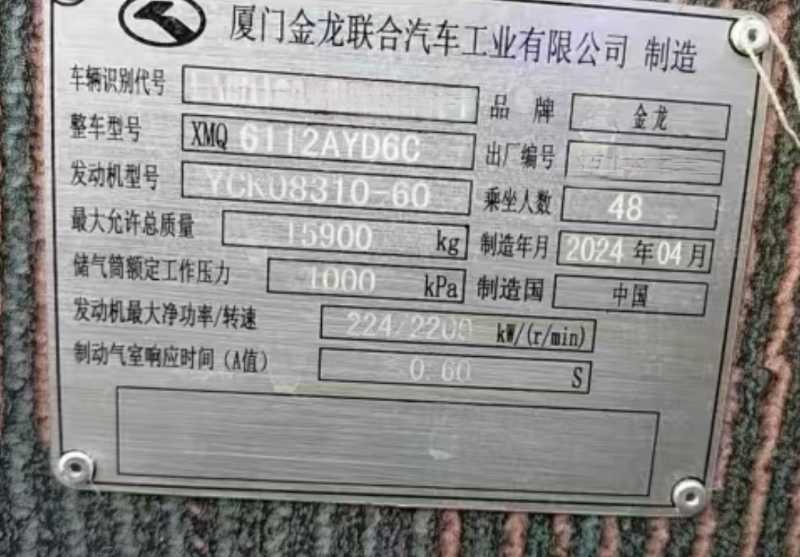 厦门金龙联合汽车工业有限公司 制造
车辆识别代号
品 牌 金龙
整车型号 XMQ 6112AYD6C
出厂编号
发动机型号 YCK08310-60
乘坐人数 48
最大允许总质量 15900 kg
制造年月 2024 年 04 月
储气筒额定工作压力 1000 kPa
制造国 中国
发动机最大净功率/转速 224/2200 kW/(r/min)
制动气室响应时间(A值) 0.60 S